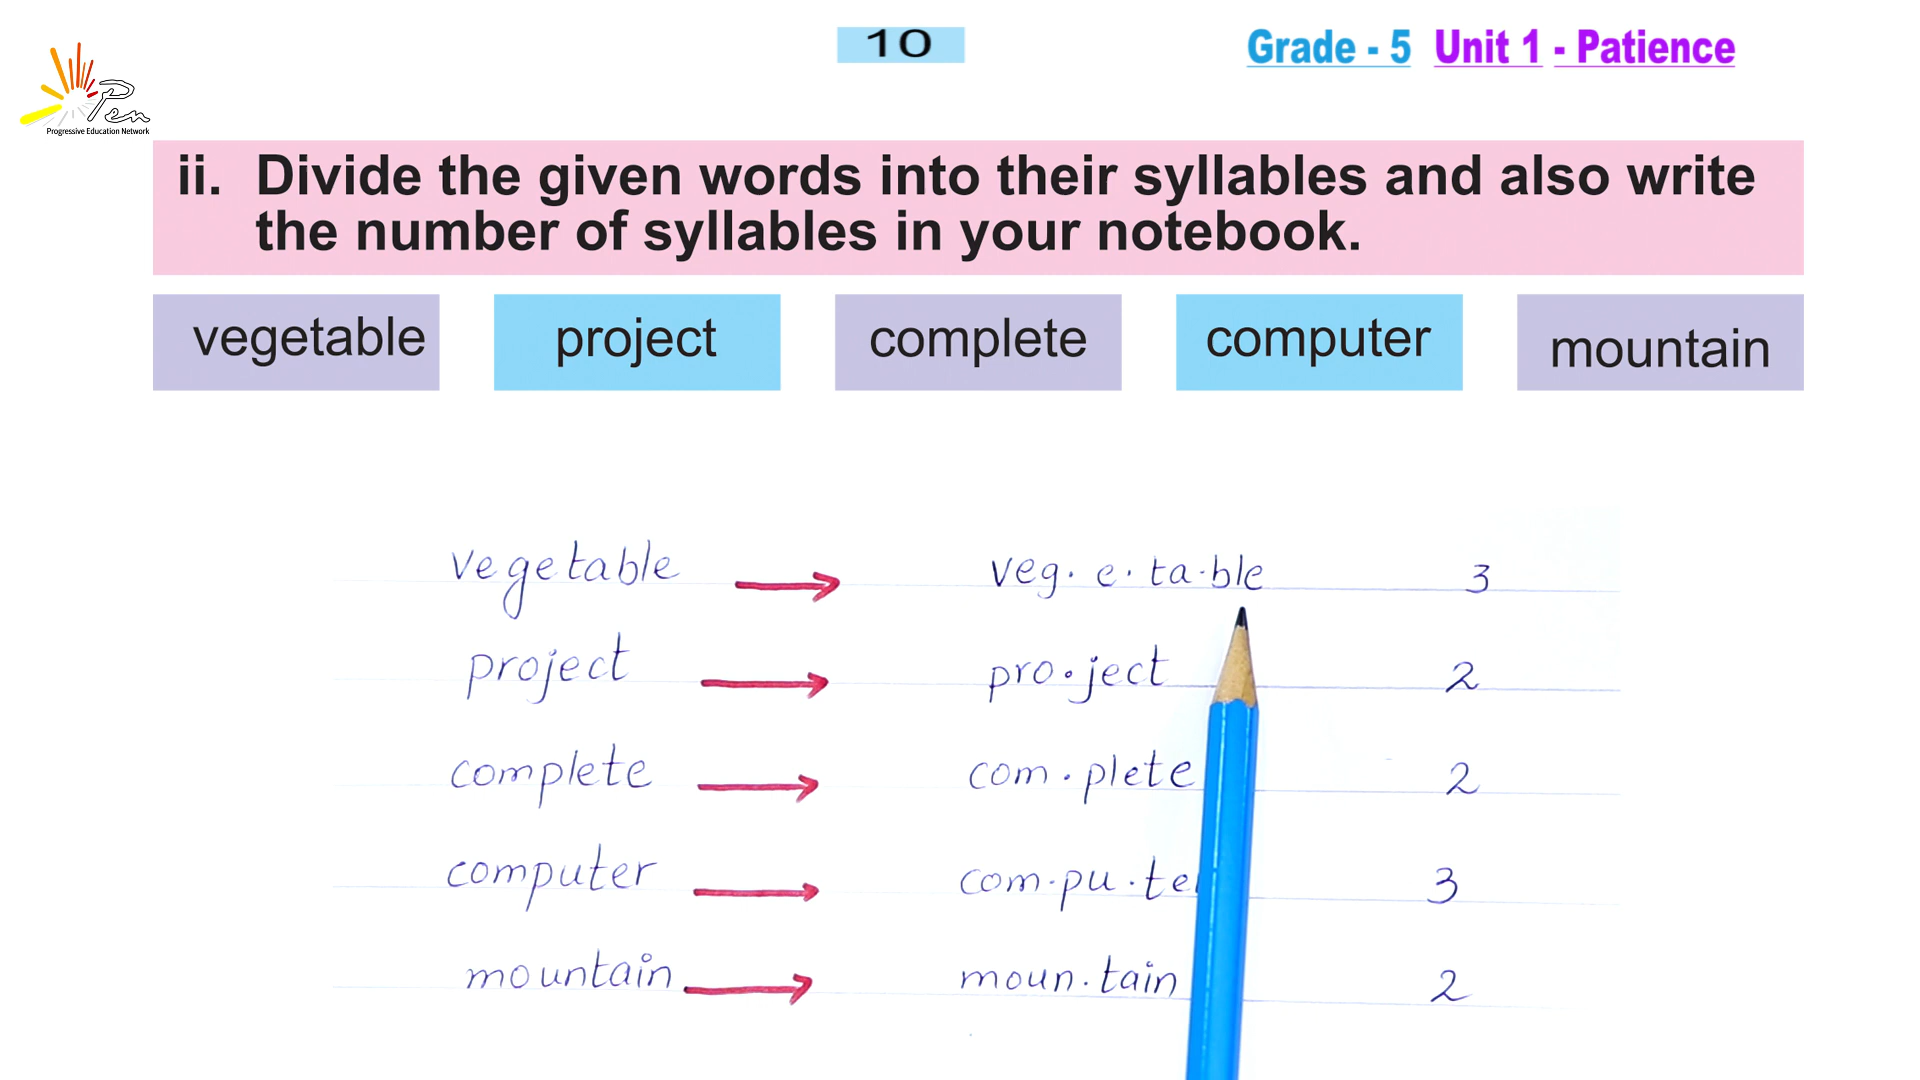 10
Grade - 5 Unit 1 - Patience
Pen
Progressive Education Network
ii. Divide the given words into their syllables and also write
the number of syllables in your notebook.
vegetable project complete computer mountain
vegetable veg. e. ta.ble 3
project pro.ject 2
complete com.plete 2
computer com.pu.te 3
mountain moun.tain 2